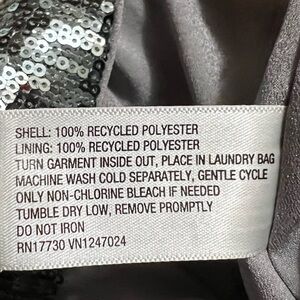 SHELL: 100% RECYCLED POLYESTER
LINING: 100% RECYCLED POLYESTER
TURN GARMENT INSIDE OUT, PLACE IN LAUNDRY BAG
MACHINE WASH COLD SEPARATELY, GENTLE CYCLE
ONLY NON-CHLORINE BLEACH IF NEEDED
TUMBLE DRY LOW, REMOVE PROMPTLY
DO NOT IRON
RN17730 VN1247024